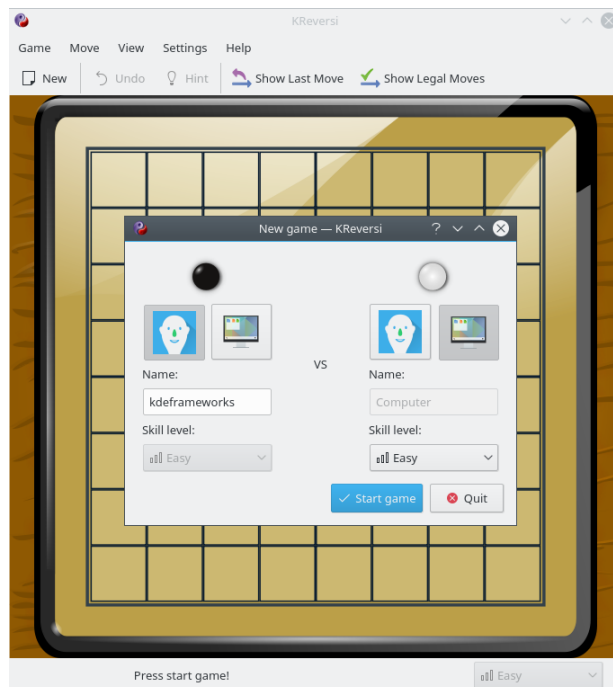 KReversi
Game Move View Settings Help
New Undo Hint Show Last Move Show Legal Moves
New game — KReversi ?
VS
Name: Name:
kdeframeworks Computer
Skill level: Skill level:
Easy Easy
Start game Quit
Press start game! Easy